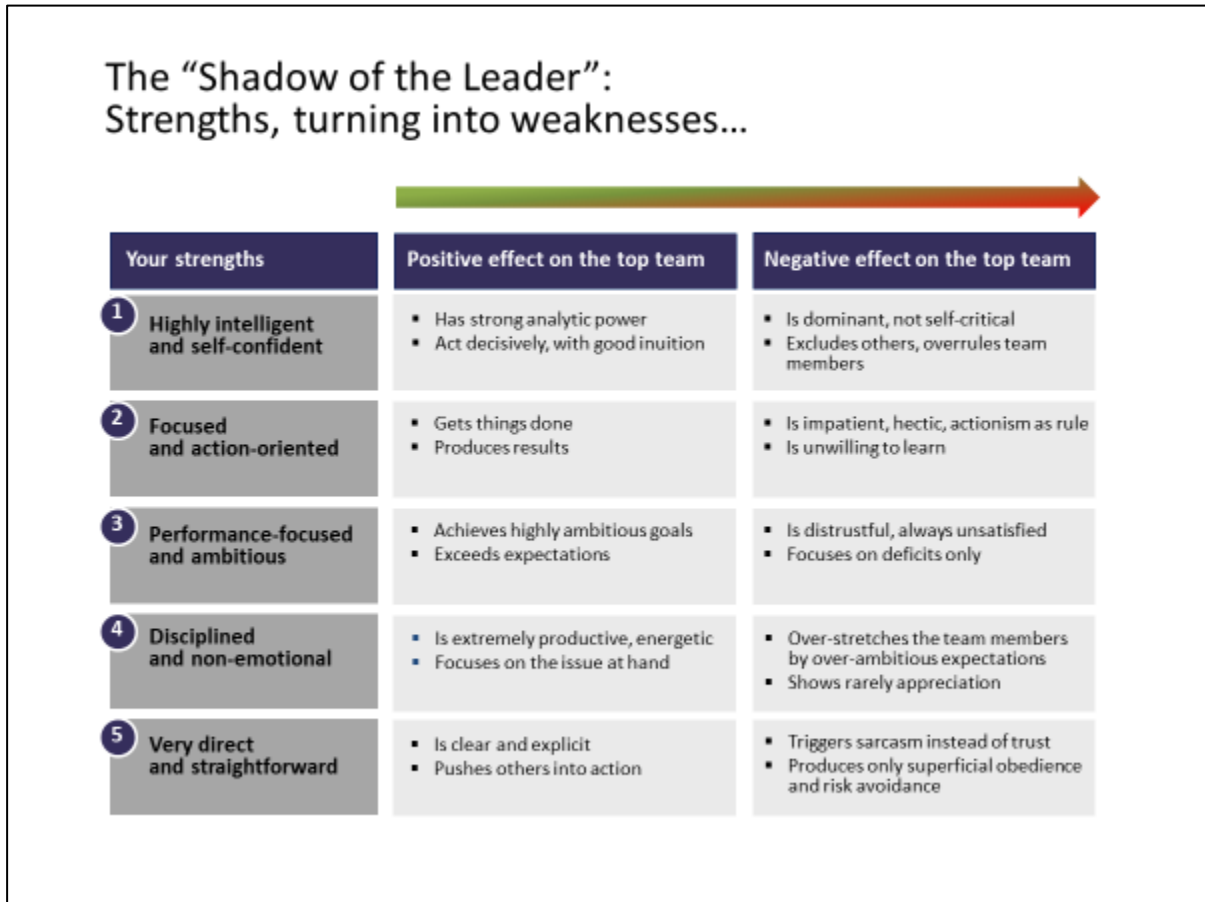 The “Shadow of the Leader”:
Strengths, turning into weaknesses…
Your strengths
Positive effect on the top team
Negative effect on the top team
1
Highly intelligent
and self-confident
▪ Has strong analytic power
▪ Act decisively, with good inuition
▪ Is dominant, not self-critical
▪ Excludes others, overrules team
members
2
Focused
and action-oriented
▪ Gets things done
▪ Produces results
▪ Is impatient, hectic, actionism as rule
▪ Is unwilling to learn
3
Performance-focused
and ambitious
▪ Achieves highly ambitious goals
▪ Exceeds expectations
▪ Is distrustful, always unsatisfied
▪ Focuses on deficits only
4
Disciplined
and non-emotional
▪ Is extremely productive, energetic
▪ Focuses on the issue at hand
▪ Over-stretches the team members
by over-ambitious expectations
▪ Shows rarely appreciation
5
Very direct
and straightforward
▪ Is clear and explicit
▪ Pushes others into action
▪ Triggers sarcasm instead of trust
▪ Produces only superficial obedience
and risk avoidance